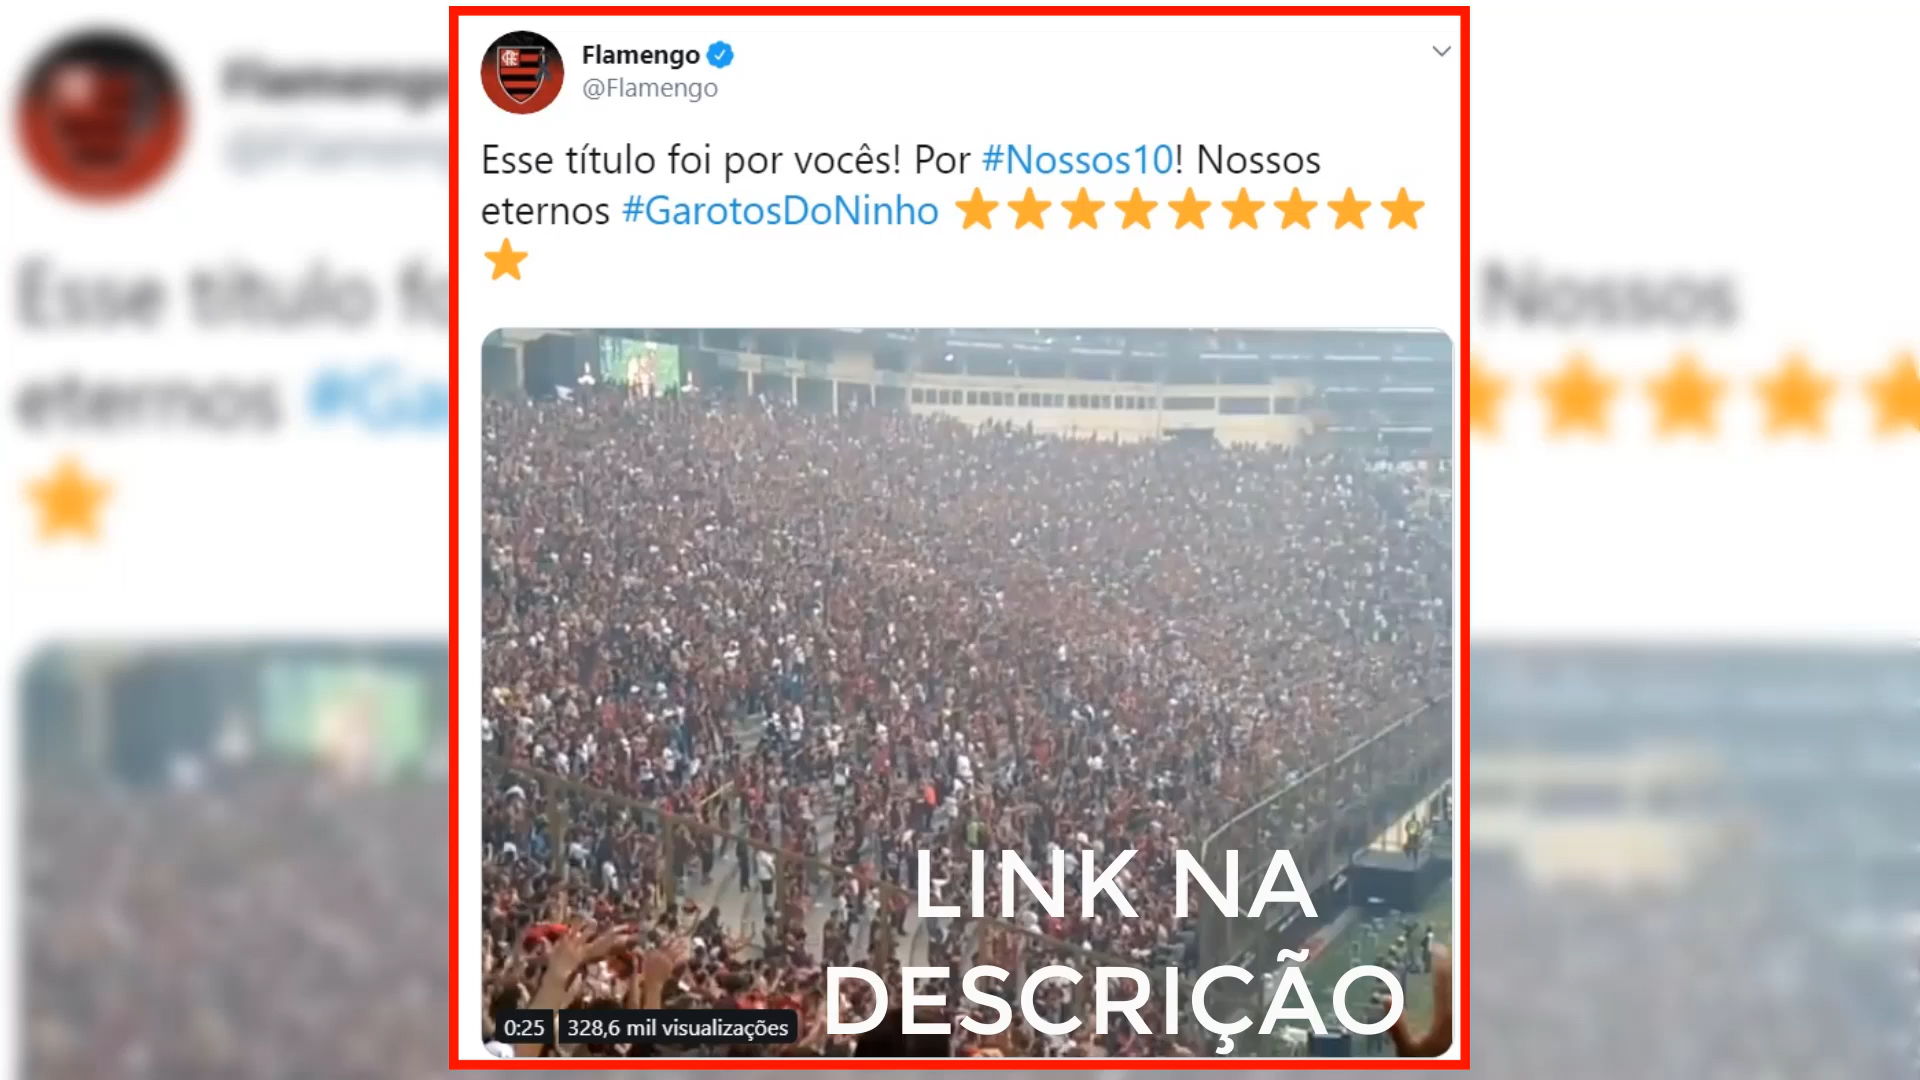 Flamengo
@Flamengo
Esse título foi por vocês! Por #Nossos10! Nossos
eternos #GarotosDoNinho ⭐⭐⭐⭐⭐⭐⭐⭐⭐
⭐
LINK NA
DESCRIÇÃO
0:25 328,6 mil visualizações